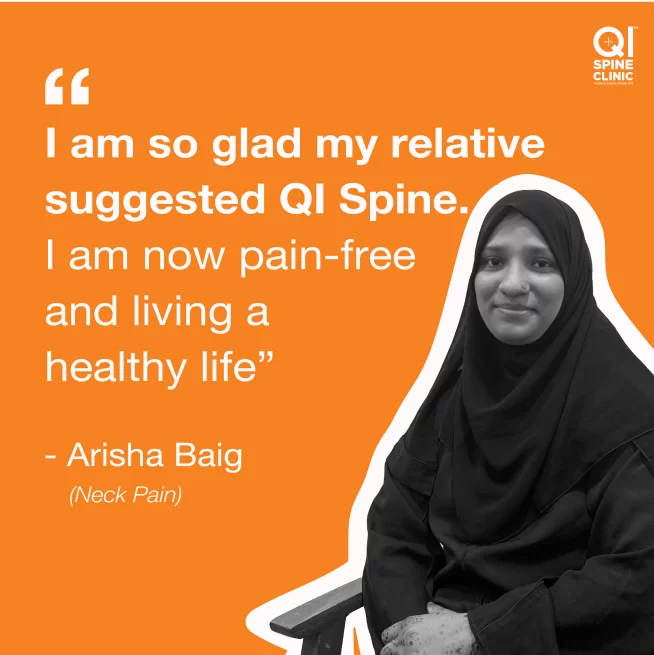 QI
SPINE
CLINIC
“
I am so glad my relative
suggested QI Spine.
I am now pain-free
and living a
healthy life”
- Arisha Baig
(Neck Pain)